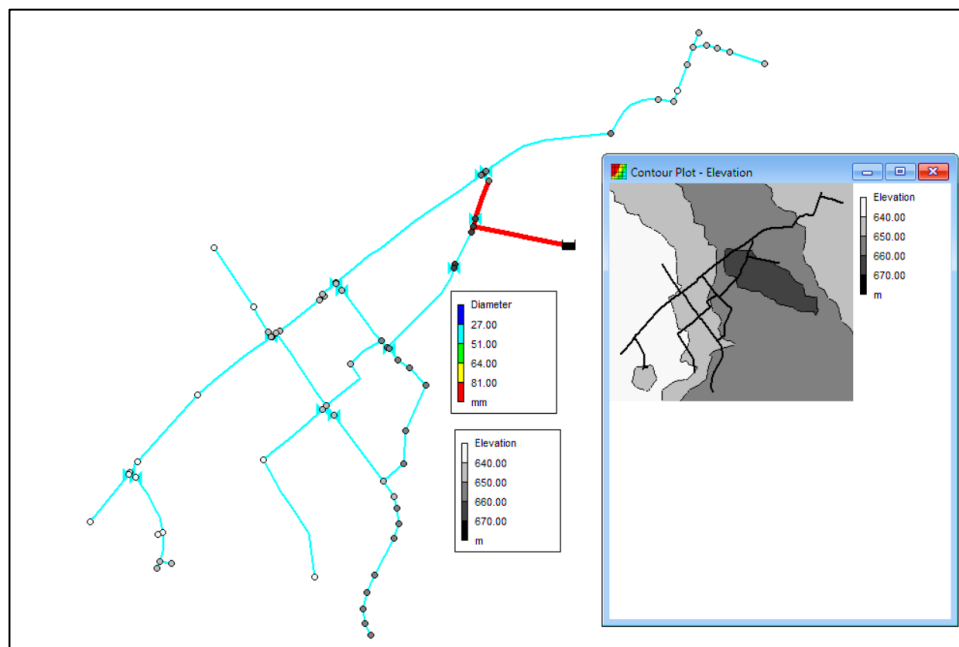 Contour Plot - Elevation
Elevation
640.00
650.00
660.00
670.00
m
Diameter
27.00
51.00
64.00
81.00
mm
Elevation
640.00
650.00
660.00
670.00
m